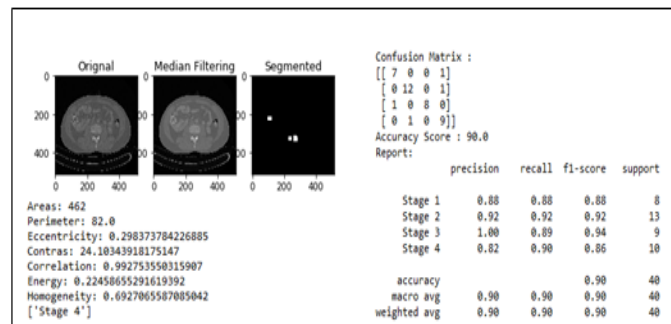 Orignal Median Filtering Segmented
0
200
400
0 200 400
0 200 400
0 200 400
Areas: 462
Perimeter: 82.0
Eccentricity: 0.298373784226885
Contras: 24.10343918175147
Correlation: 0.992753550315907
Energy: 0.22458655291619392
Homogeneity: 0.6927065587085042
['Stage 4']
Confusion Matrix :
[[ 7 0 0 1]
[ 0 12 0 1]
[ 1 0 8 0]
[ 0 1 0 9]]
Accuracy Score : 90.0
Report:
precision recall f1-score support
Stage 1 0.88 0.88 0.88 8
Stage 2 0.92 0.92 0.92 13
Stage 3 1.00 0.89 0.94 9
Stage 4 0.82 0.90 0.86 10
accuracy 0.90 40
macro avg 0.90 0.90 0.90 40
weighted avg 0.90 0.90 0.90 40